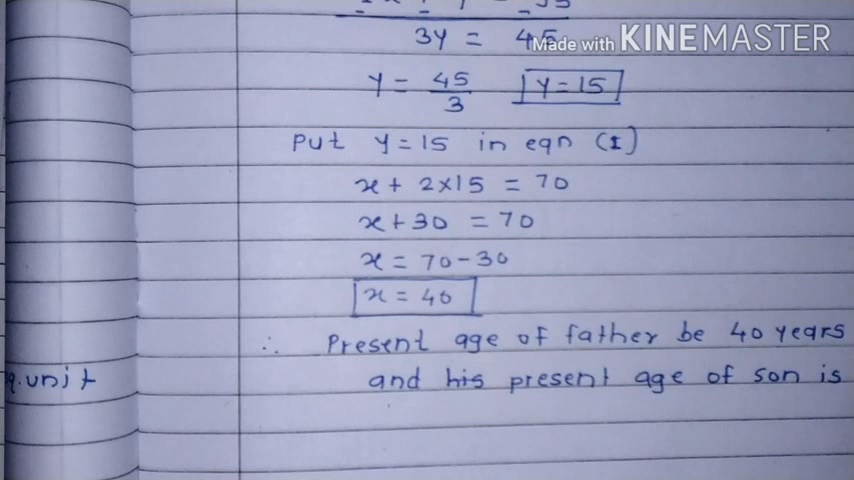 3y = 45
Made with KINEMASTER
y = 45/3 y = 15
Put y = 15 in eqn (I)
x + 2×15 = 70
x + 30 = 70
x = 70 - 30
x = 40
∴ Present age of father be 40 years
and his present age of son is
q. unit